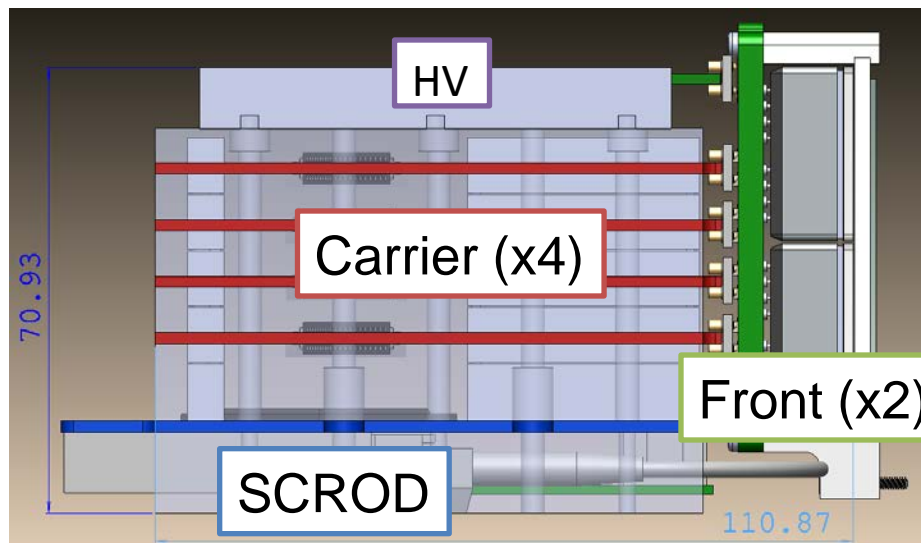 HV
Carrier (x4)
70.93
Front (x2)
SCROD
110.87